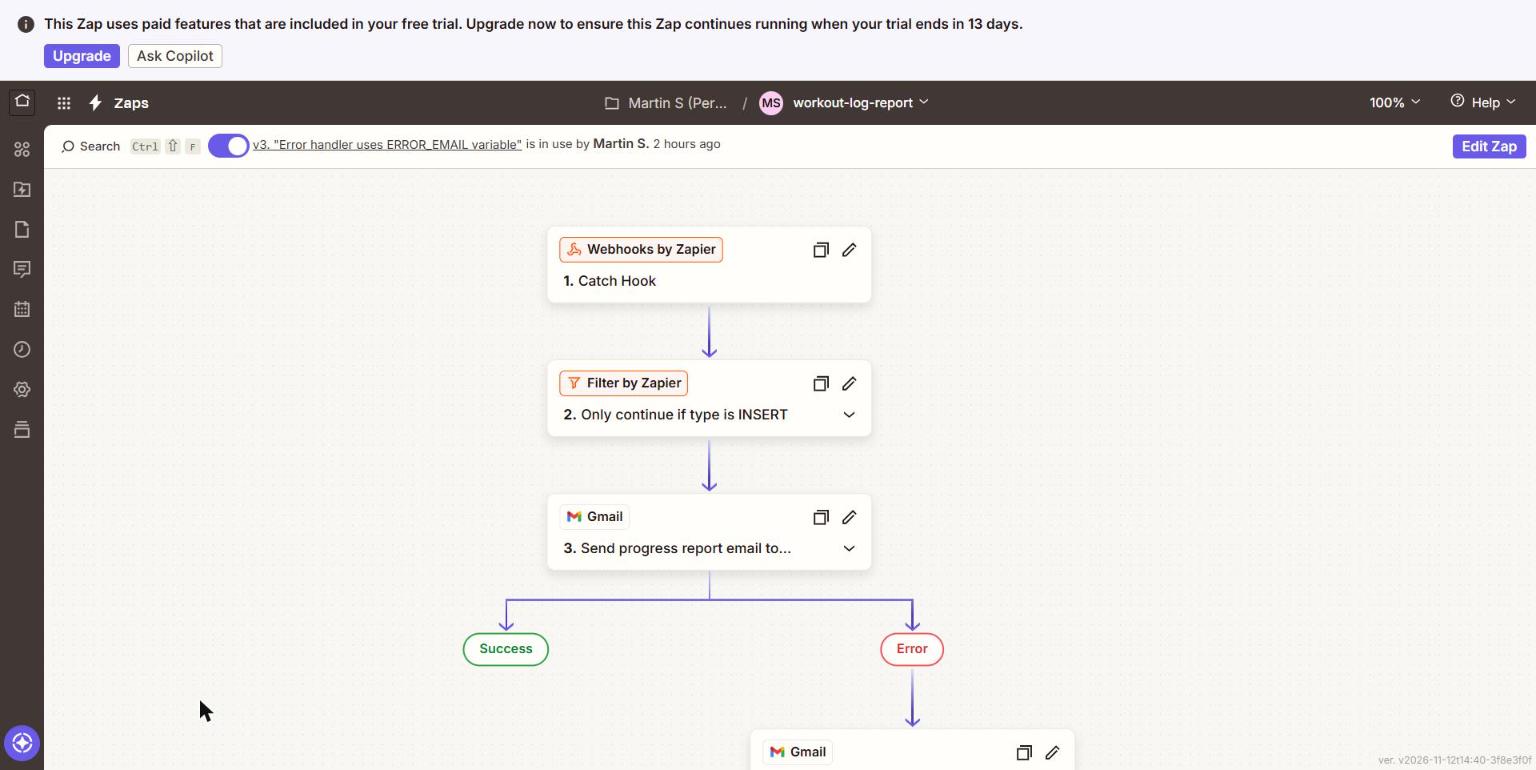 This Zap uses paid features that are included in your free trial. Upgrade now to ensure this Zap continues running when your trial ends in 13 days.
Upgrade Ask Copilot
Zaps Martin S (Per... / MS workout-log-report 100% Help
Search Ctrl ⇧ F v3. "Error handler uses ERROR_EMAIL variable" is in use by Martin S. 2 hours ago Edit Zap
Webhooks by Zapier
1. Catch Hook
Filter by Zapier
2. Only continue if type is INSERT
Gmail
3. Send progress report email to...
Success Error
Gmail
ver. v2026-11-12t14:40-3f8e3f0f